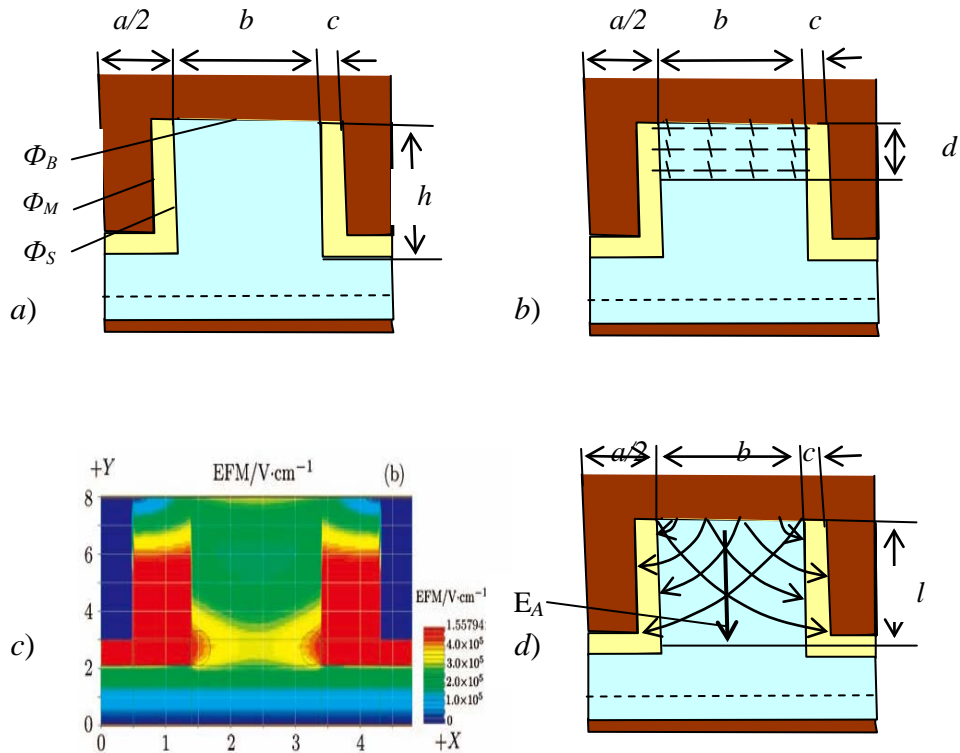 a/2 b c
Φ_B
Φ_M
Φ_S
h
a)
a/2 b c
d
b)
+Y
EFM/V·cm⁻¹ (b)
8
6
4
2
0
0 1 2 3 4 +X
EFM/V·cm⁻¹
1.557941
4.0×10⁵
3.0×10⁵
2.0×10⁵
1.0×10⁵
0
c)
a/2 b c
E_A
l
d)